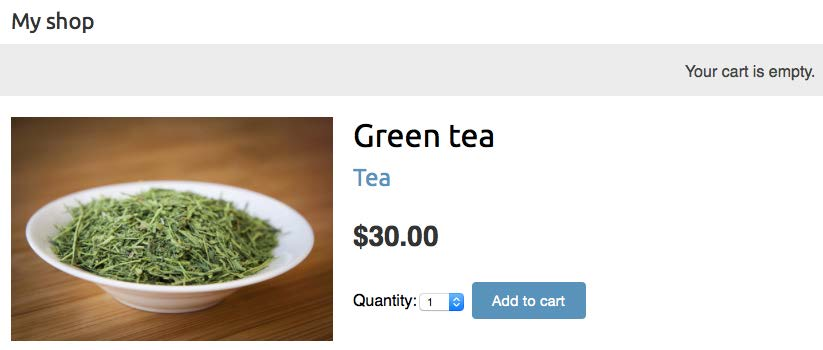 My shop
Your cart is empty.
Green tea
Tea
$30.00
Quantity: 1 Add to cart